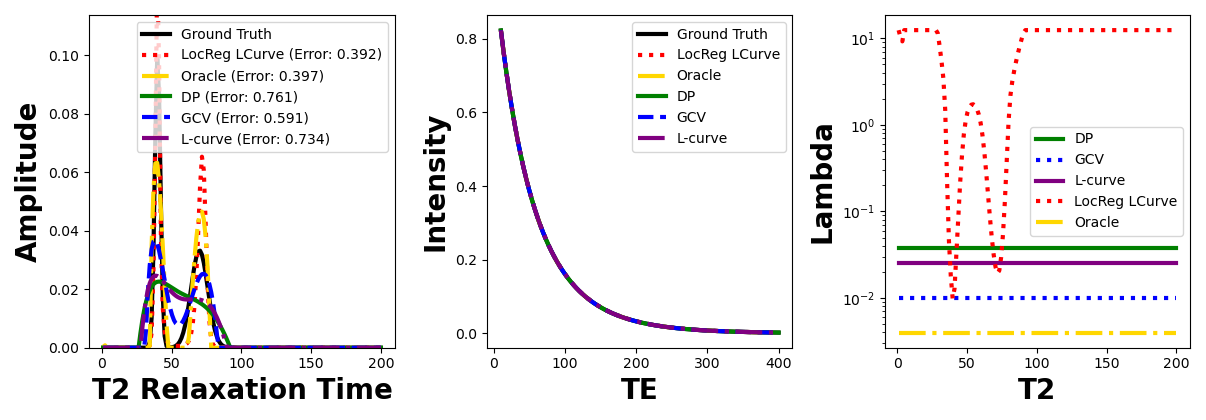 0.10
0.08
0.06
0.04
0.02
0.00
0
50
100
150
200
Amplitude
T2 Relaxation Time
Ground Truth
LocReg LCurve (Error: 0.392)
Oracle (Error: 0.397)
DP (Error: 0.761)
GCV (Error: 0.591)
L-curve (Error: 0.734)
0.8
0.6
0.4
0.2
0.0
0
100
200
300
400
Intensity
TE
Ground Truth
LocReg LCurve
Oracle
DP
GCV
L-curve
10¹
10⁰
10⁻¹
10⁻²
0
50
100
150
200
Lambda
T2
DP
GCV
L-curve
LocReg LCurve
Oracle